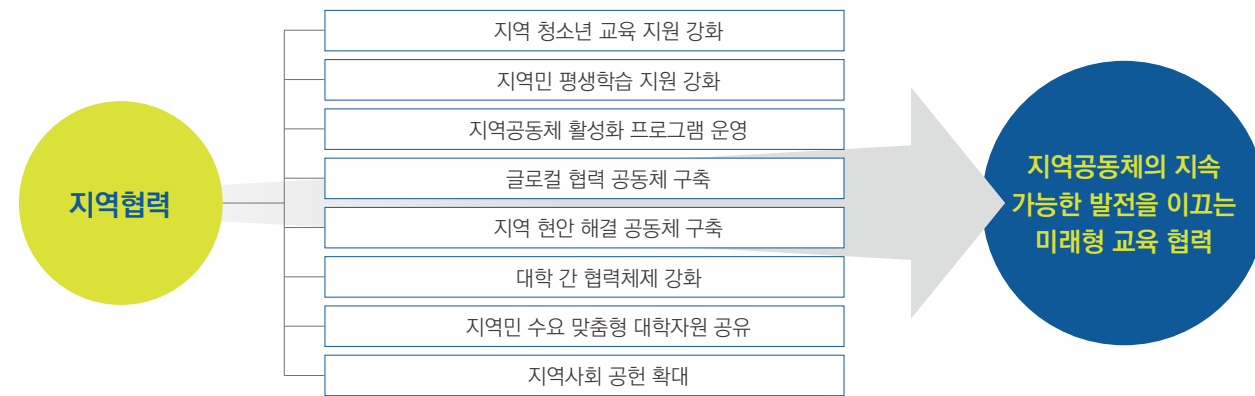 지역협력
지역 청소년 교육 지원 강화
지역민 평생학습 지원 강화
지역공동체 활성화 프로그램 운영
글로컬 협력 공동체 구축
지역 현안 해결 공동체 구축
대학 간 협력체제 강화
지역민 수요 맞춤형 대학자원 공유
지역사회 공헌 확대
지역공동체의 지속
가능한 발전을 이끄는
미래형 교육 협력